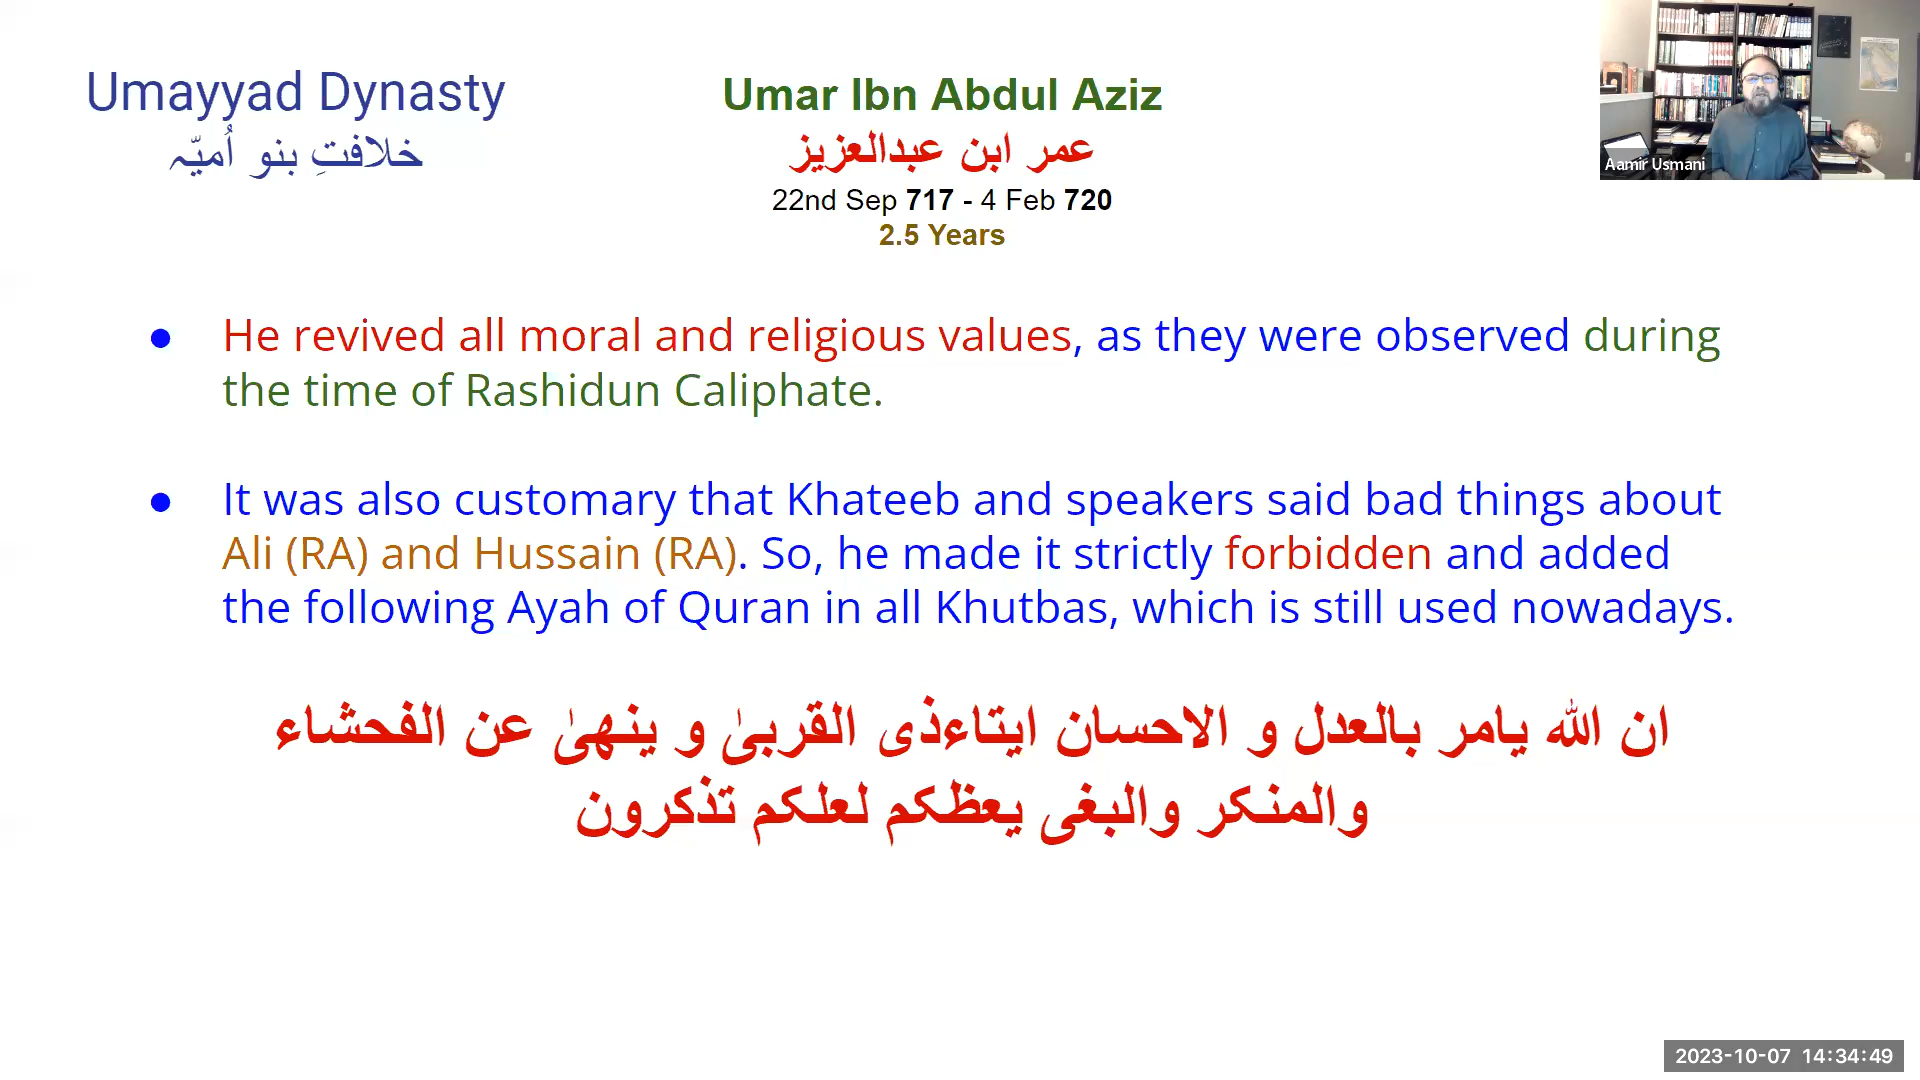 Umayyad Dynasty
خلافتِ بنو اُمیّہ
Umar Ibn Abdul Aziz
عمر ابن عبدالعزیز
22nd Sep 717 - 4 Feb 720
2.5 Years
Aamir Usmani
● He revived all moral and religious values, as they were observed during
the time of Rashidun Caliphate.
● It was also customary that Khateeb and speakers said bad things about
Ali (RA) and Hussain (RA). So, he made it strictly forbidden and added
the following Ayah of Quran in all Khutbas, which is still used nowadays.
ان اللہ یامر بالعدل و الاحسان ایتاءذی القربیٰ و ینھیٰ عن الفحشاء
والمنکر والبغی یعظکم لعلکم تذکرون
2023-10-07 14:34:49